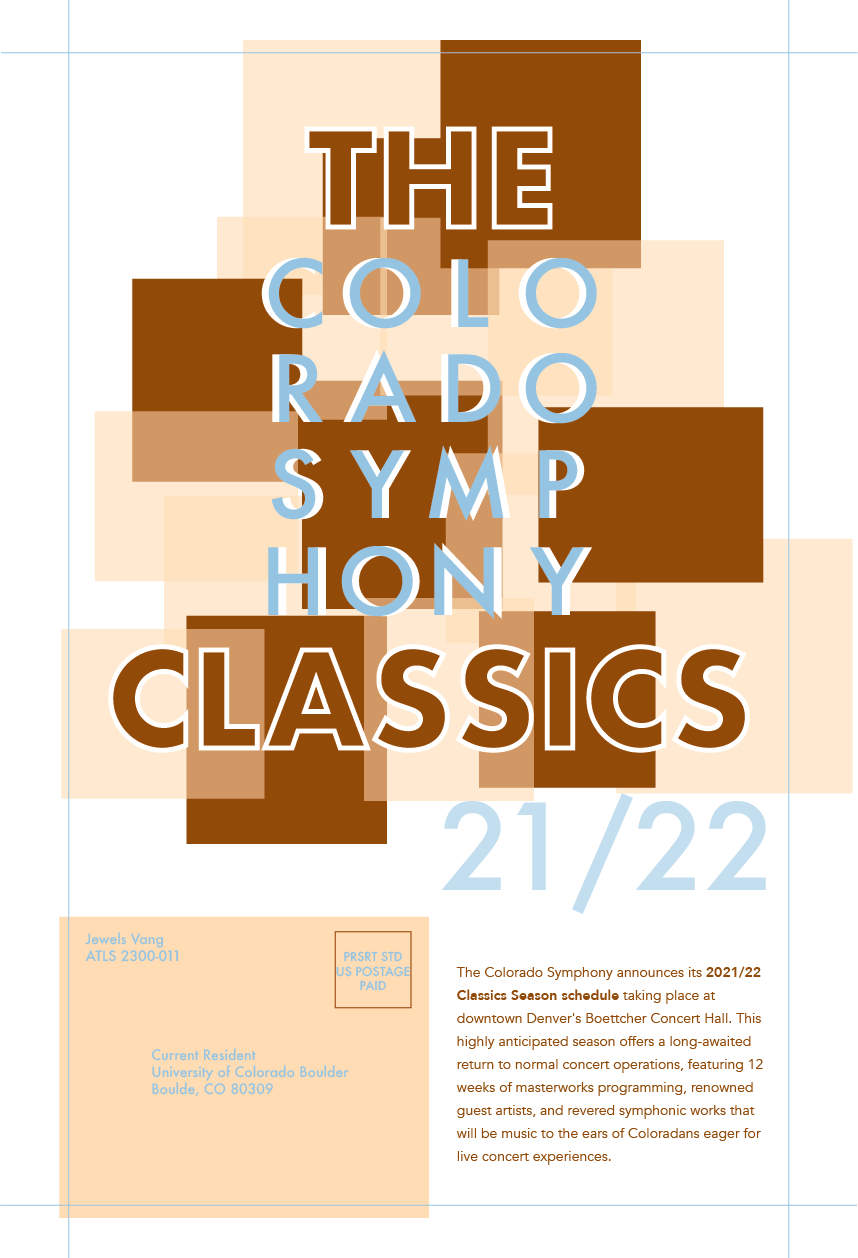 THE
COLO
RADO
SYMP
HONY
CLASSICS
21/22
Jewels Vang
ATLS 2300-011
PRSRT STD
US POSTAGE
PAID
Current Resident
University of Colorado Boulder
Boulde, CO 80309
The Colorado Symphony announces its 2021/22
Classics Season schedule taking place at
downtown Denver's Boettcher Concert Hall. This
highly anticipated season offers a long-awaited
return to normal concert operations, featuring 12
weeks of masterworks programming, renowned
guest artists, and revered symphonic works that
will be music to the ears of Coloradans eager for
live concert experiences.